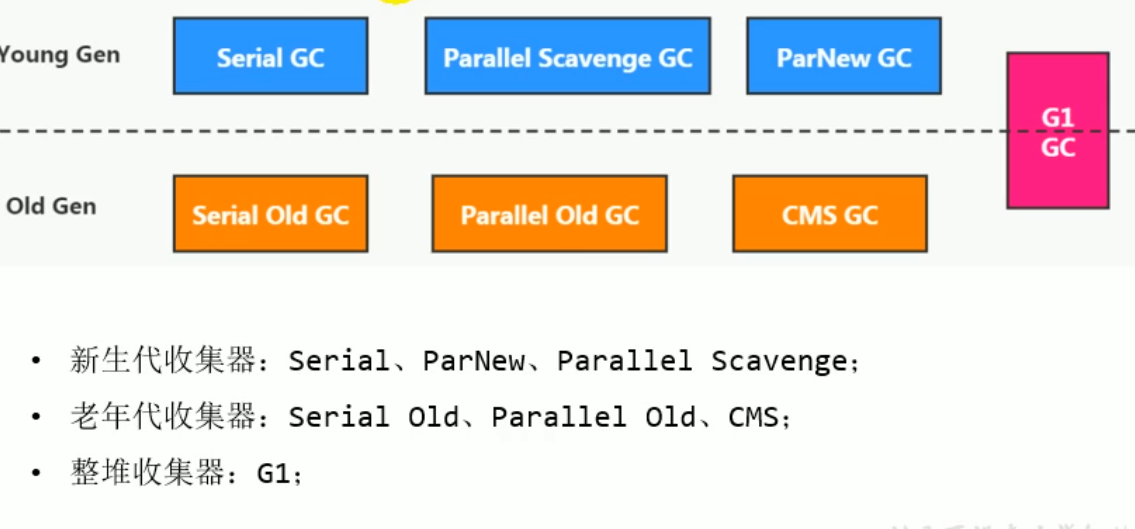 Young Gen
Serial GC
Parallel Scavenge GC
ParNew GC
G1
GC
Old Gen
Serial Old GC
Parallel Old GC
CMS GC
• 新生代收集器：Serial、ParNew、Parallel Scavenge；
• 老年代收集器：Serial Old、Parallel Old、CMS；
• 整堆收集器：G1；